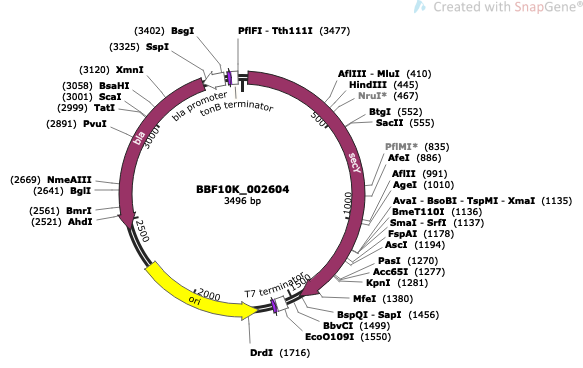 Created with SnapGene®
(3402) BsgI
PflFI - Tth111I (3477)
(3325) SspI
(3120) XmnI
(3058) BsaHI
(3001) ScaI
(2999) TatI
(2891) PvuI
(2669) NmeAIII
(2641) BglI
(2561) BmrI
(2521) AhdI
AflIII - MluI (410)
HindIII (445)
NruI* (467)
BtgI (552)
SacII (555)
PflMI* (835)
AfeI (886)
AflII (991)
AgeI (1010)
AvaI - BsoBI - TspMI - XmaI (1135)
BmeT110I (1136)
SmaI - SrfI (1137)
FspAI (1178)
AscI (1194)
PasI (1270)
Acc65I (1277)
KpnI (1281)
MfeI (1380)
BspQI - SapI (1456)
BbvCI (1499)
EcoO109I (1550)
DrdI (1716)
bla promoter
tonB terminator
bla
secY
T7 terminator
ori
500
1000
1500
2000
2500
3000
BBF10K_002604
3496 bp